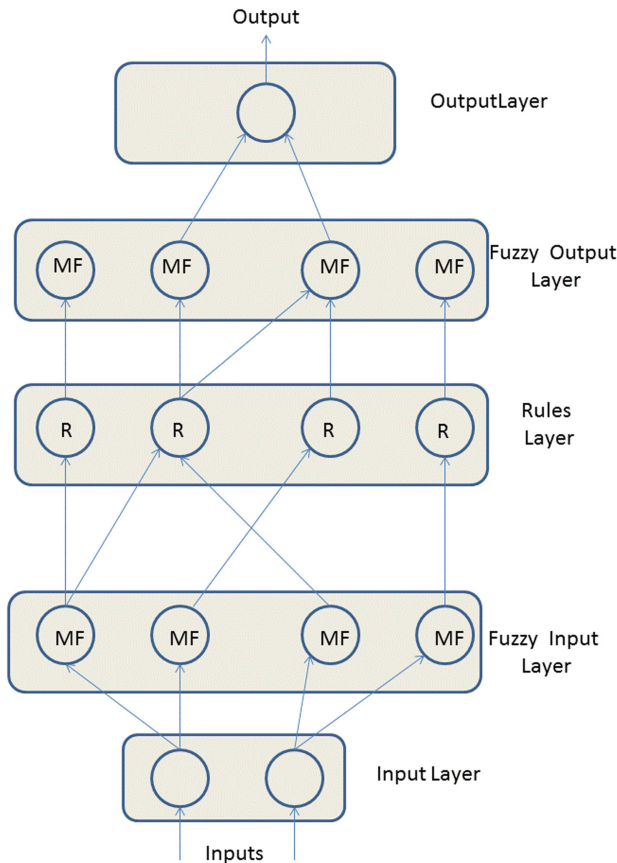 Output
OutputLayer
MF MF MF MF
Fuzzy Output
Layer
R R R R
Rules
Layer
MF MF MF MF
Fuzzy Input
Layer
Input Layer
Inputs